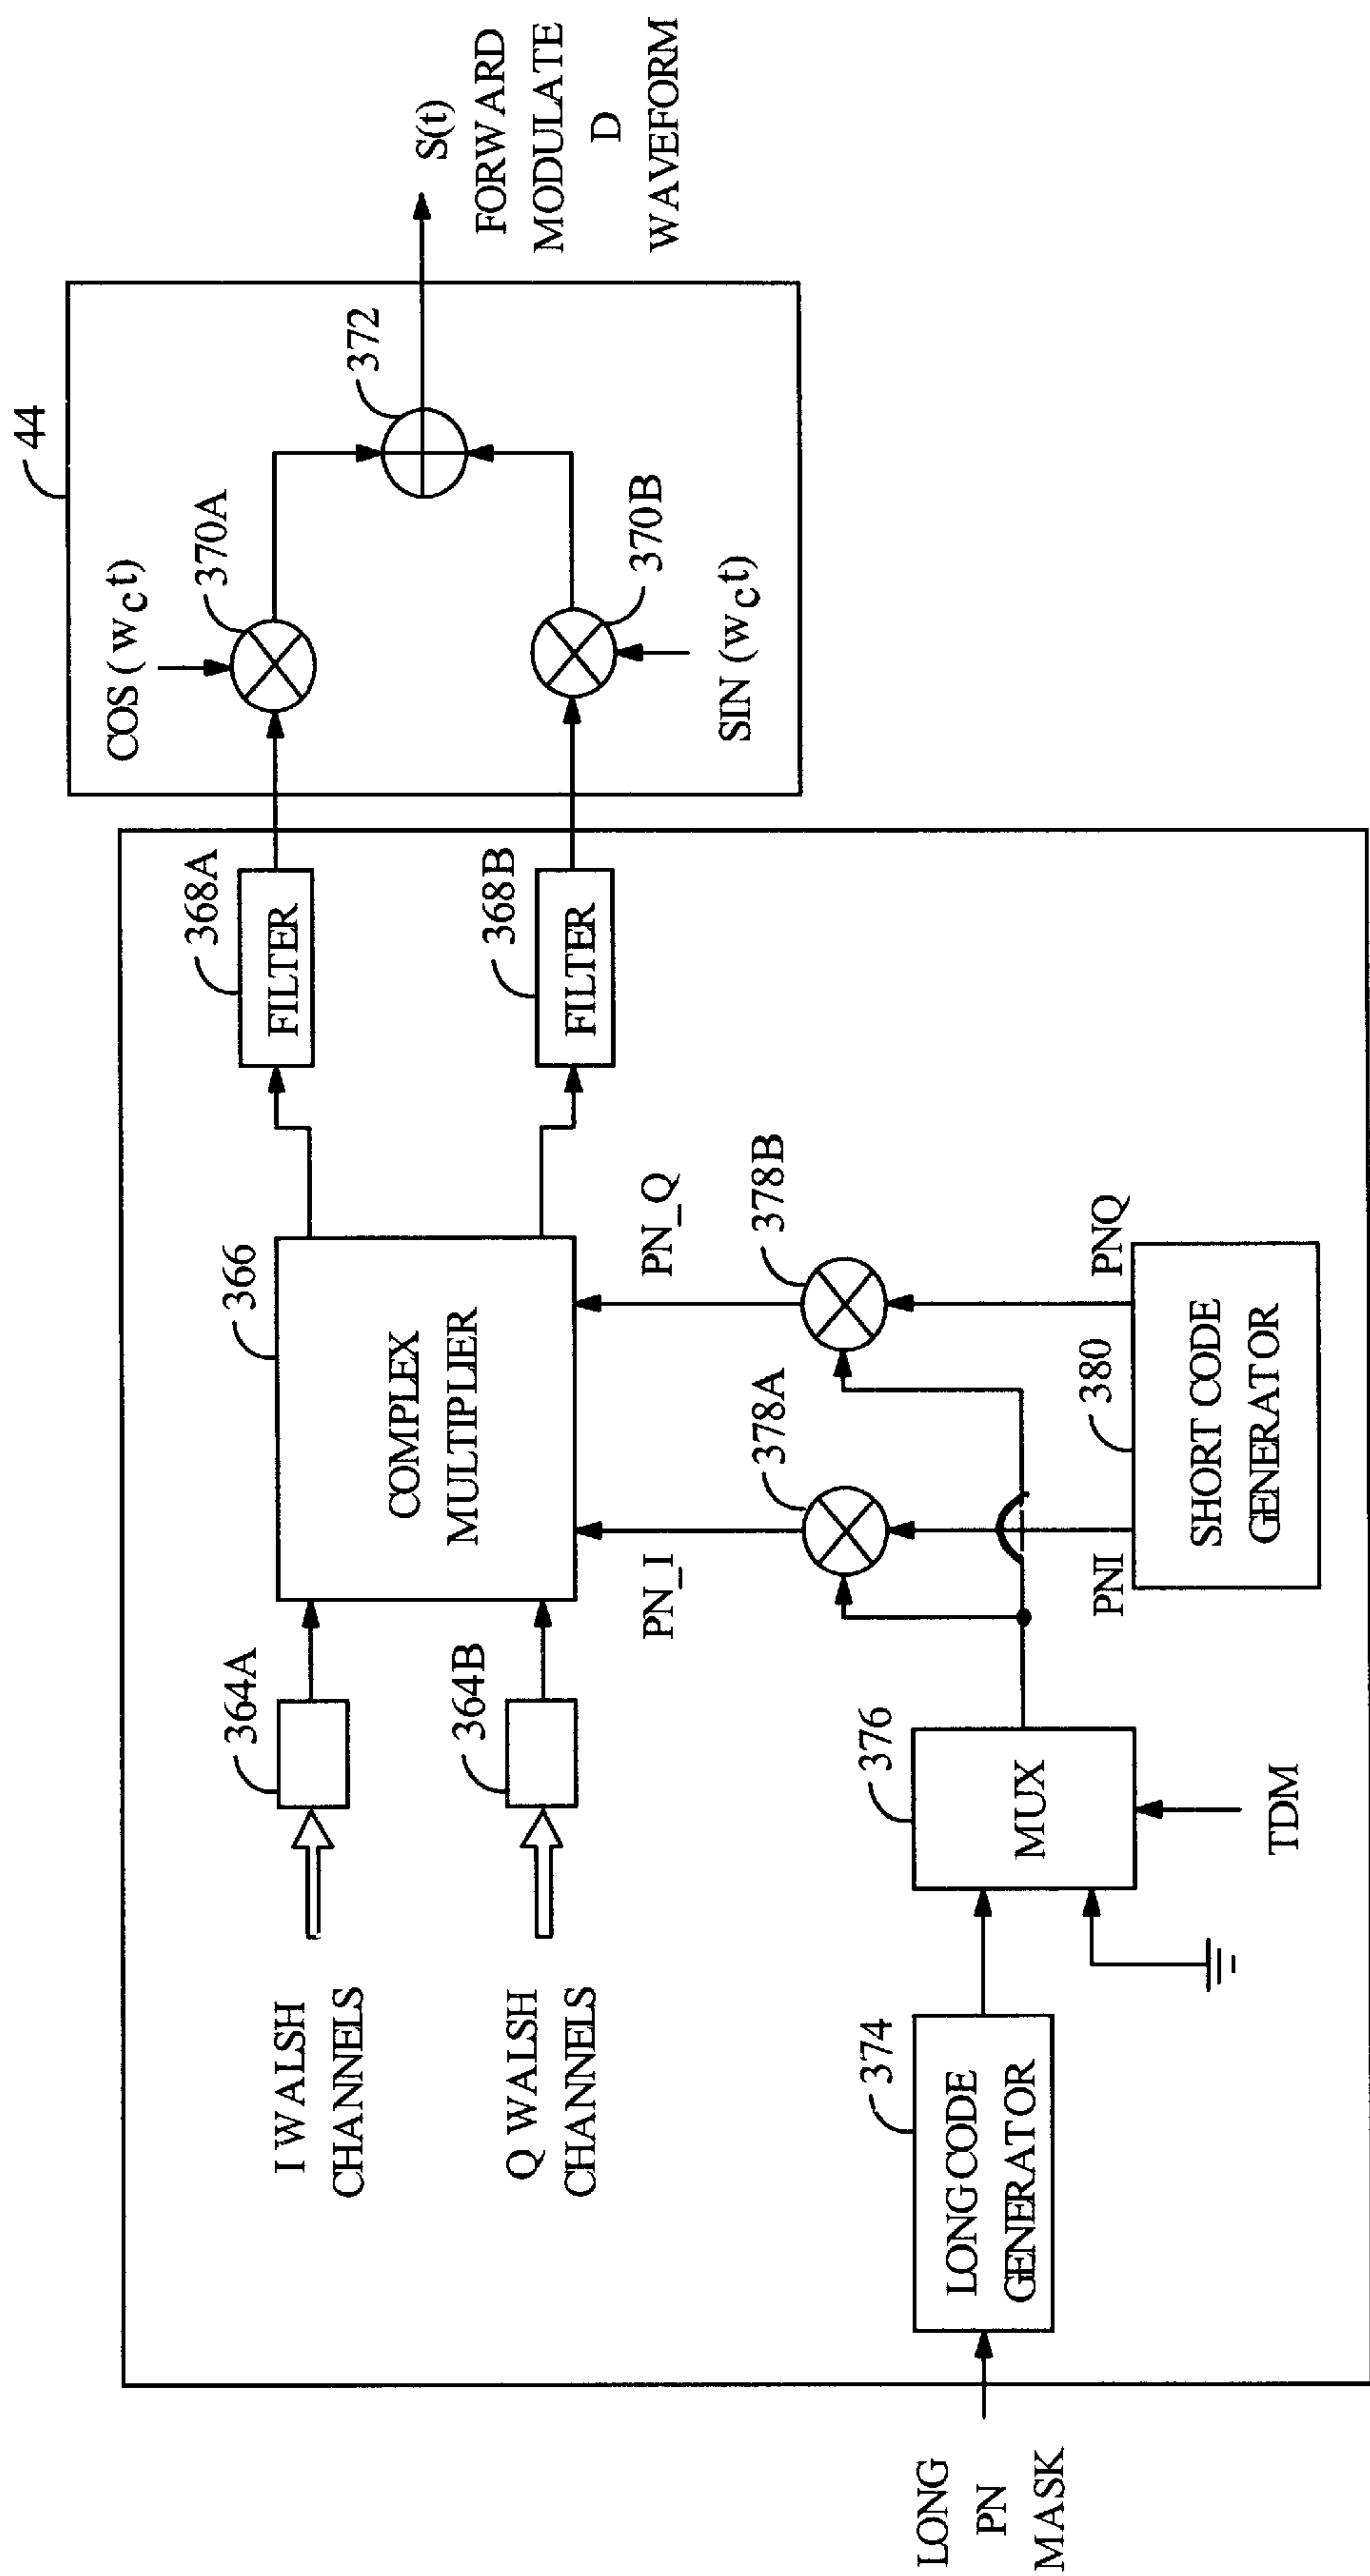 44
COS (wct)
370A
372
S(t)
FORWARD
MODULATE
D
WAVEFORM
370B
SIN (wct)
368A
FILTER
368B
FILTER
366
COMPLEX
MULTIPLIER
364A
I WALSH
CHANNELS
364B
Q WALSH
CHANNELS
PN_I
PN_Q
378A
378B
PNI
PNQ
380
SHORT CODE
GENERATOR
376
MUX
TDM
374
LONG CODE
GENERATOR
LONG
PN
MASK